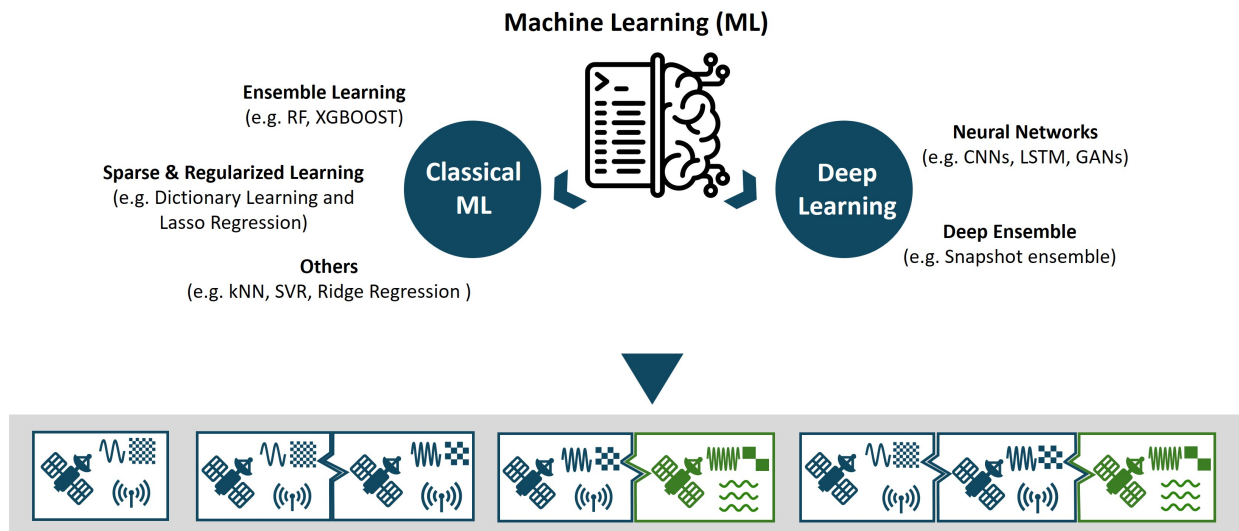 Machine Learning (ML)
Ensemble Learning
(e.g. RF, XGBOOST)
Sparse & Regularized Learning
(e.g. Dictionary Learning and
Lasso Regression)
Others
(e.g. kNN, SVR, Ridge Regression )
Classical
ML
Deep
Learning
Neural Networks
(e.g. CNNs, LSTM, GANs)
Deep Ensemble
(e.g. Snapshot ensemble)